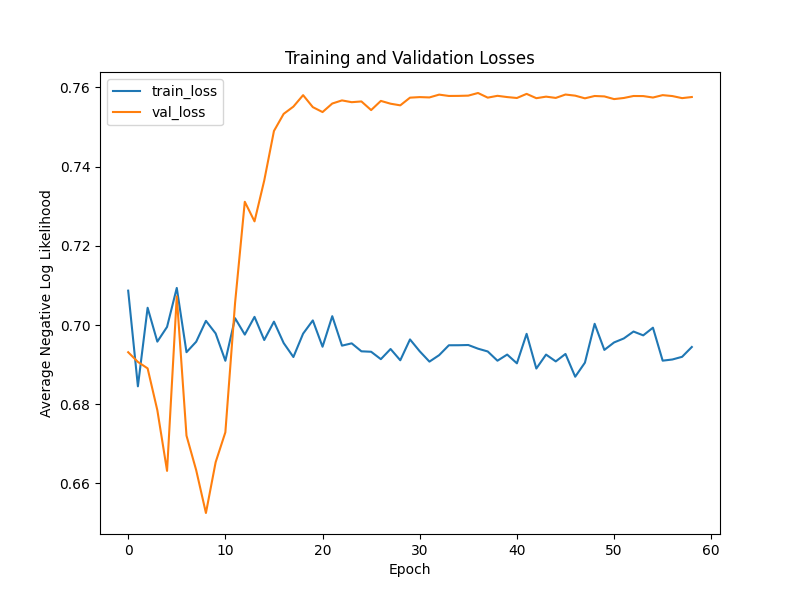 Training and Validation Losses
train_loss
val_loss
0.76
0.74
0.72
0.70
0.68
0.66
Average Negative Log Likelihood
0 10 20 30 40 50 60
Epoch